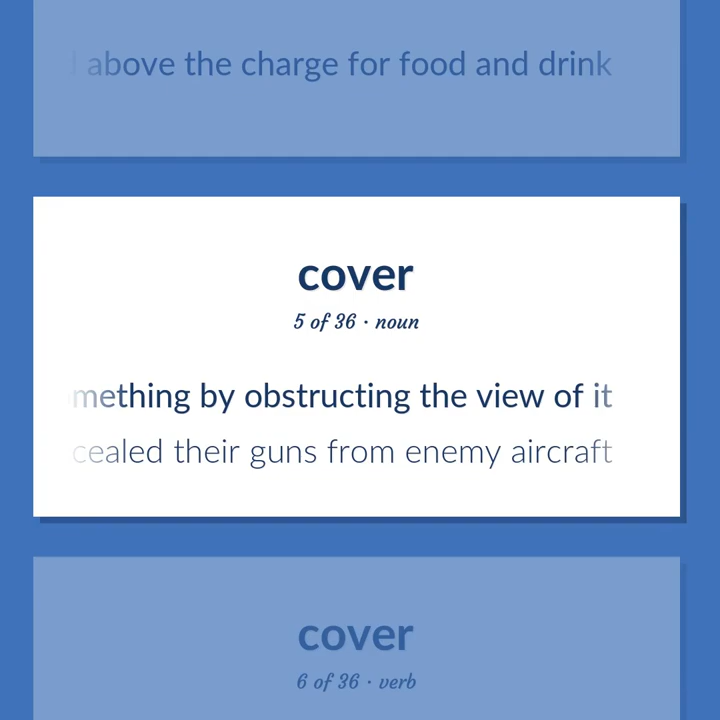 above the charge for food and drink
cover
5 of 36 · noun
mething by obstructing the view of it
cealed their guns from enemy aircraft
cover
6 of 36 · verb